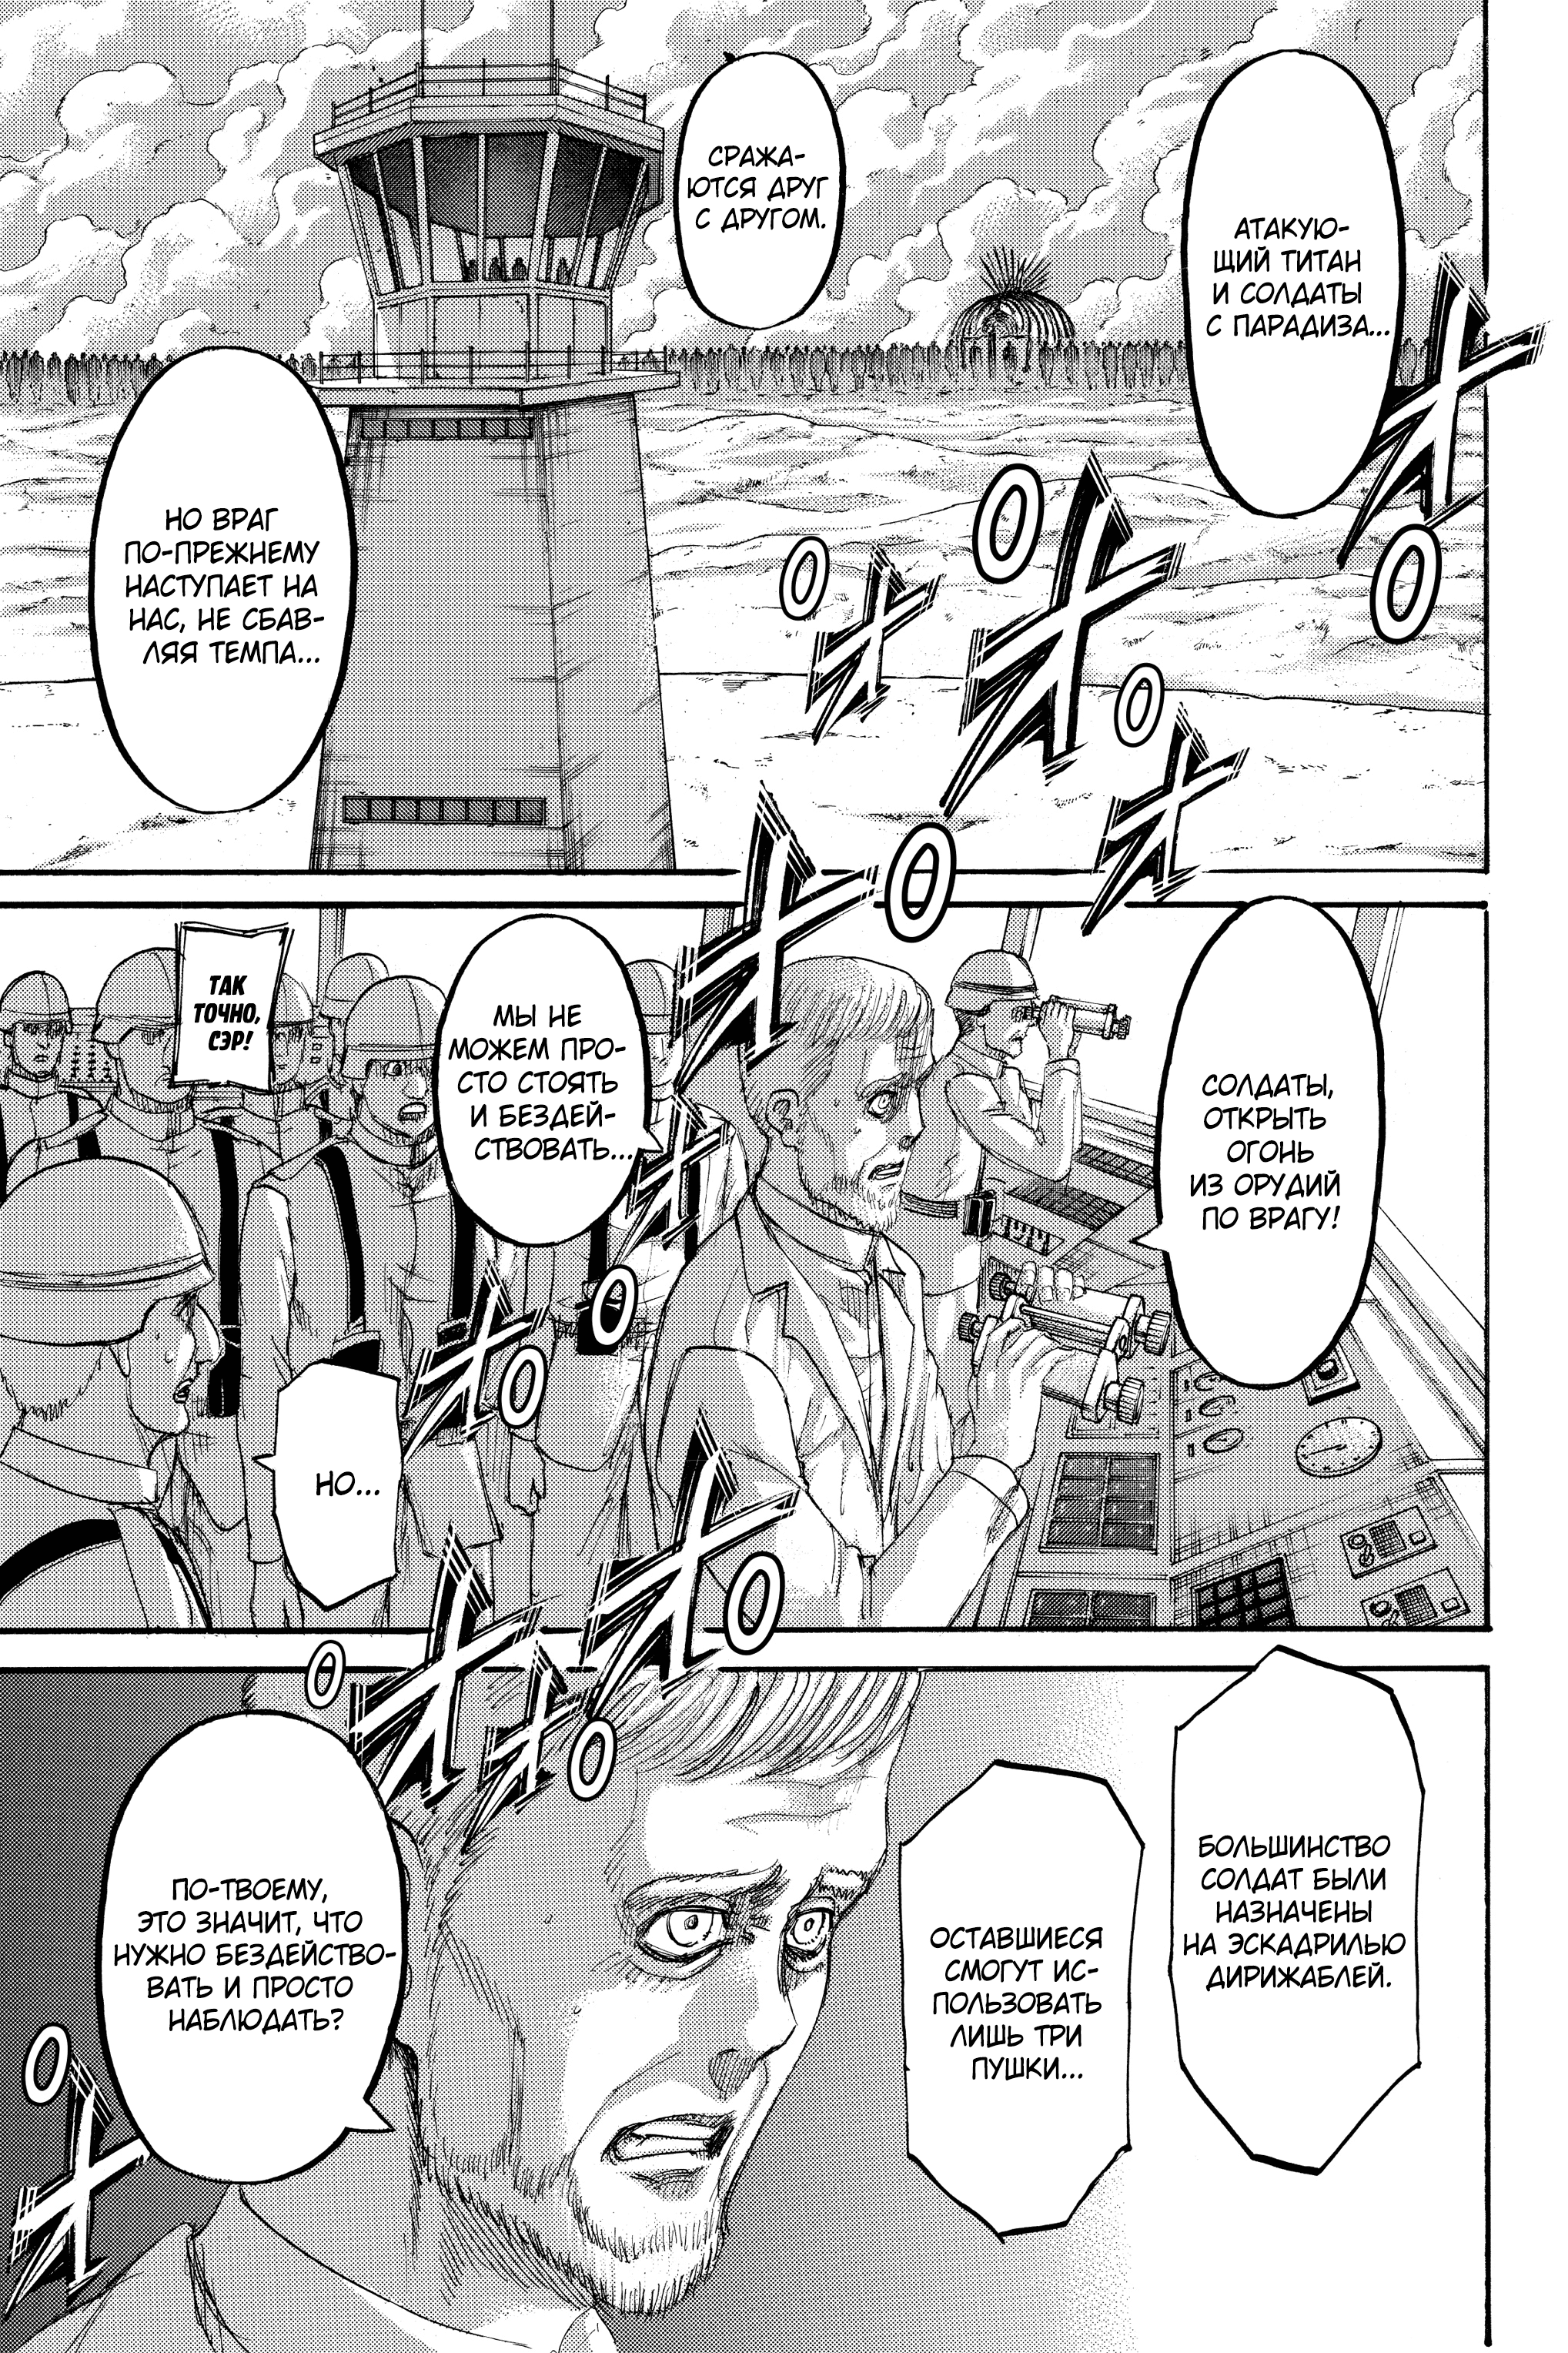 АТАКУЮ-
ЩИЙ ТИТАН
И СОЛДАТЫ
С ПАРАДИЗА...
СРАЖА-
ЮТСЯ ДРУГ
С ДРУГОМ.
НО ВРАГ
ПО-ПРЕЖНЕМУ
НАСТУПАЕТ НА
НАС, НЕ СБАВ-
ЛЯЯ ТЕМПА...
СОЛДАТЫ,
ОТКРЫТЬ
ОГОНЬ
ИЗ ОРУДИЙ
ПО ВРАГУ!
МЫ НЕ
МОЖЕМ ПРО-
СТО СТОЯТЬ
И БЕЗДЕЙ-
СТВОВАТЬ...
ТАК
ТОЧНО,
СЭР!
НО...
БОЛЬШИНСТВО
СОЛДАТ БЫЛИ
НАЗНАЧЕНЫ
НА ЭСКАДРИЛЬЮ
ДИРИЖАБЛЕЙ.
ОСТАВШИЕСЯ
СМОГУТ ИС-
ПОЛЬЗОВАТЬ
ЛИШЬ ТРИ
ПУШКИ...
ПО-ТВОЕМУ,
ЭТО ЗНАЧИТ, ЧТО
НУЖНО БЕЗДЕЙСТВО-
ВАТЬ И ПРОСТО
НАБЛЮДАТЬ?